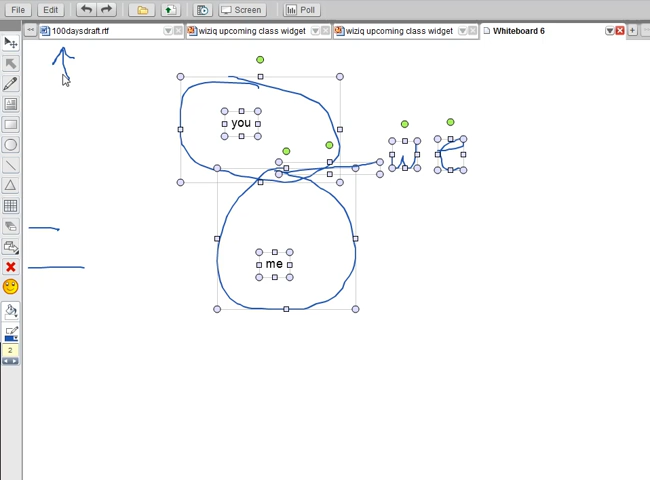 File Edit Screen Poll
100daysdraft.rtf wiziq upcoming class widget wiziq upcoming class widget Whiteboard 6
you
we
me
2